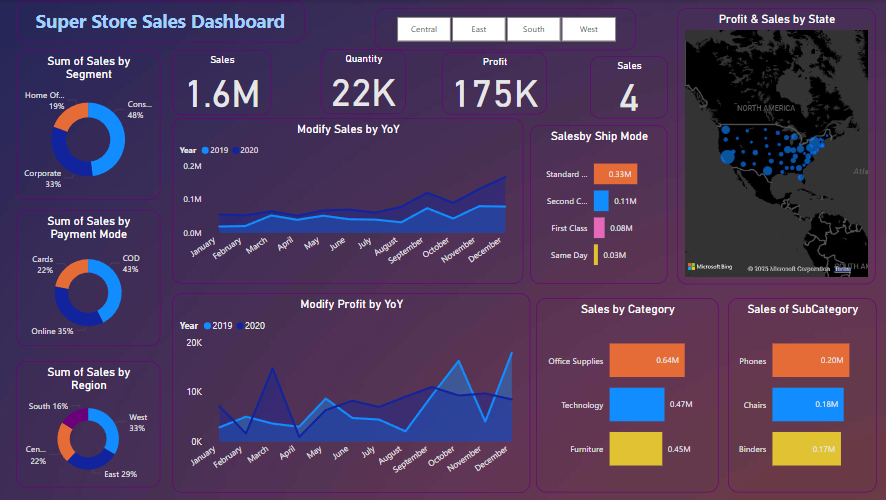 Super Store Sales Dashboard
Central East South West
Profit & Sales by State
Sum of Sales by
Segment
Home Of...
19%
Cons...
48%
Corporate
33%
Sales
1.6M
Quantity
22K
Profit
175K
Sales
4
NORTH AMERICA
Atla
SOUTH AM
Microsoft Bing
© 2025 Microsoft Corporation Terms
Modify Sales by YoY
Year 2019 2020
0.2M
0.1M
0.0M
January
February
March
April
May
June
July
August
September
October
November
December
Salesby Ship Mode
Standard ... 0.33M
Second C... 0.11M
First Class 0.08M
Same Day 0.03M
Sum of Sales by
Payment Mode
Cards
22%
COD
43%
Online 35%
Modify Profit by YoY
Year 2019 2020
20K
10K
0K
January
February
March
April
May
June
July
August
September
October
November
December
Sales by Category
Office Supplies 0.64M
Technology 0.47M
Furniture 0.45M
Sales of SubCategory
Phones 0.20M
Chairs 0.18M
Binders 0.17M
Sum of Sales by
Region
South 16%
West
33%
Cen...
22%
East 29%